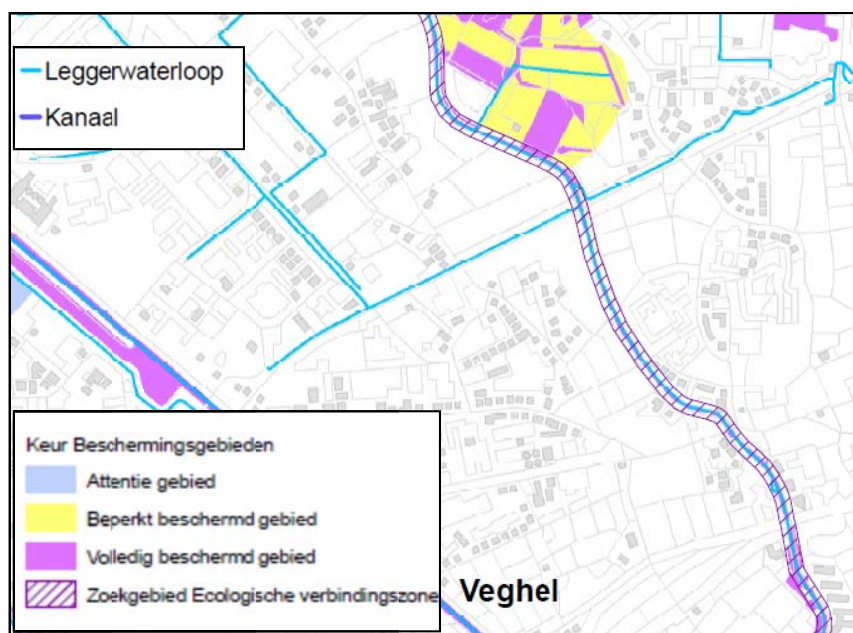 Leggerwaterloop
Kanaal
Keur Beschermingsgebieden
Attentie gebied
Beperkt beschermd gebied
Volledig beschermd gebied
Zoekgebied Ecologische verbindingszone
Veghel